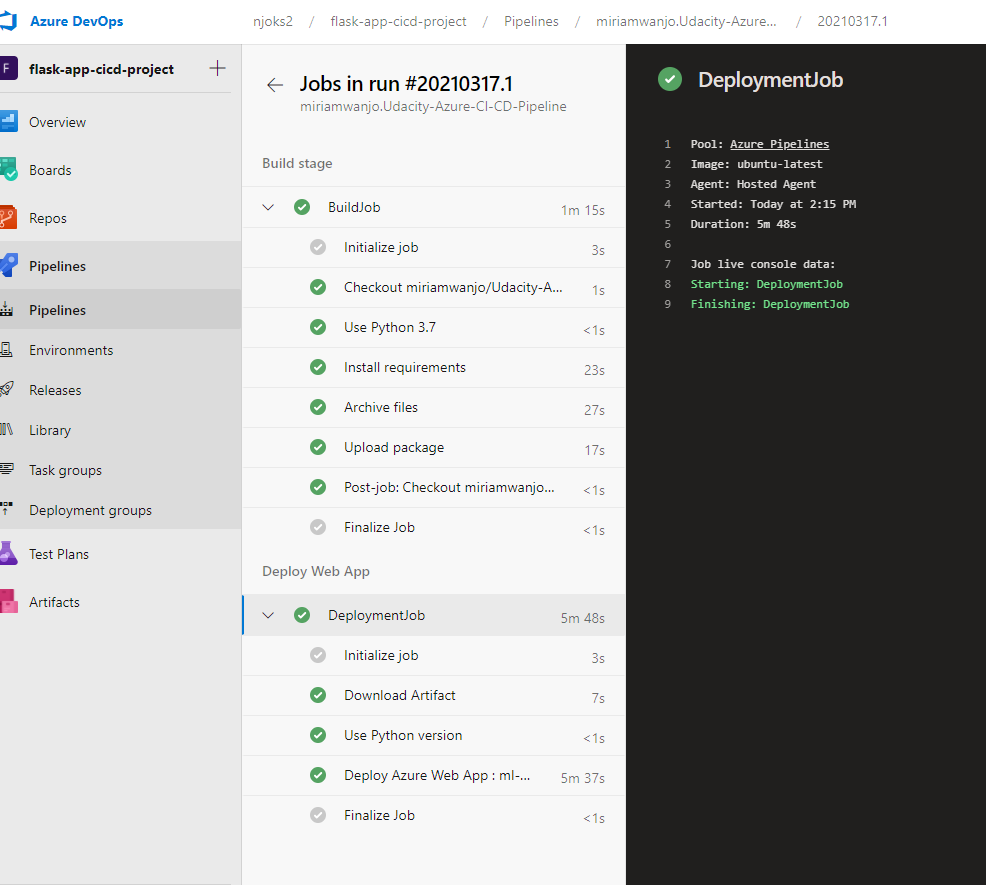 Azure DevOps
njoks2 / flask-app-cicd-project / Pipelines / miriamwanjo.Udacity-Azure... / 20210317.1
F flask-app-cicd-project
Overview
Boards
Repos
Pipelines
Pipelines
Environments
Releases
Library
Task groups
Deployment groups
Test Plans
Artifacts
Jobs in run #20210317.1
miriamwanjo.Udacity-Azure-CI-CD-Pipeline
Build stage
BuildJob 1m 15s
Initialize job 3s
Checkout miriamwanjo/Udacity-A... 1s
Use Python 3.7 <1s
Install requirements 23s
Archive files 27s
Upload package 17s
Post-job: Checkout miriamwanjo... <1s
Finalize Job <1s
Deploy Web App
DeploymentJob 5m 48s
Initialize job 3s
Download Artifact 7s
Use Python version <1s
Deploy Azure Web App : ml-... 5m 37s
Finalize Job <1s
DeploymentJob
1 Pool: Azure Pipelines
2 Image: ubuntu-latest
3 Agent: Hosted Agent
4 Started: Today at 2:15 PM
5 Duration: 5m 48s
6
7 Job live console data:
8 Starting: DeploymentJob
9 Finishing: DeploymentJob